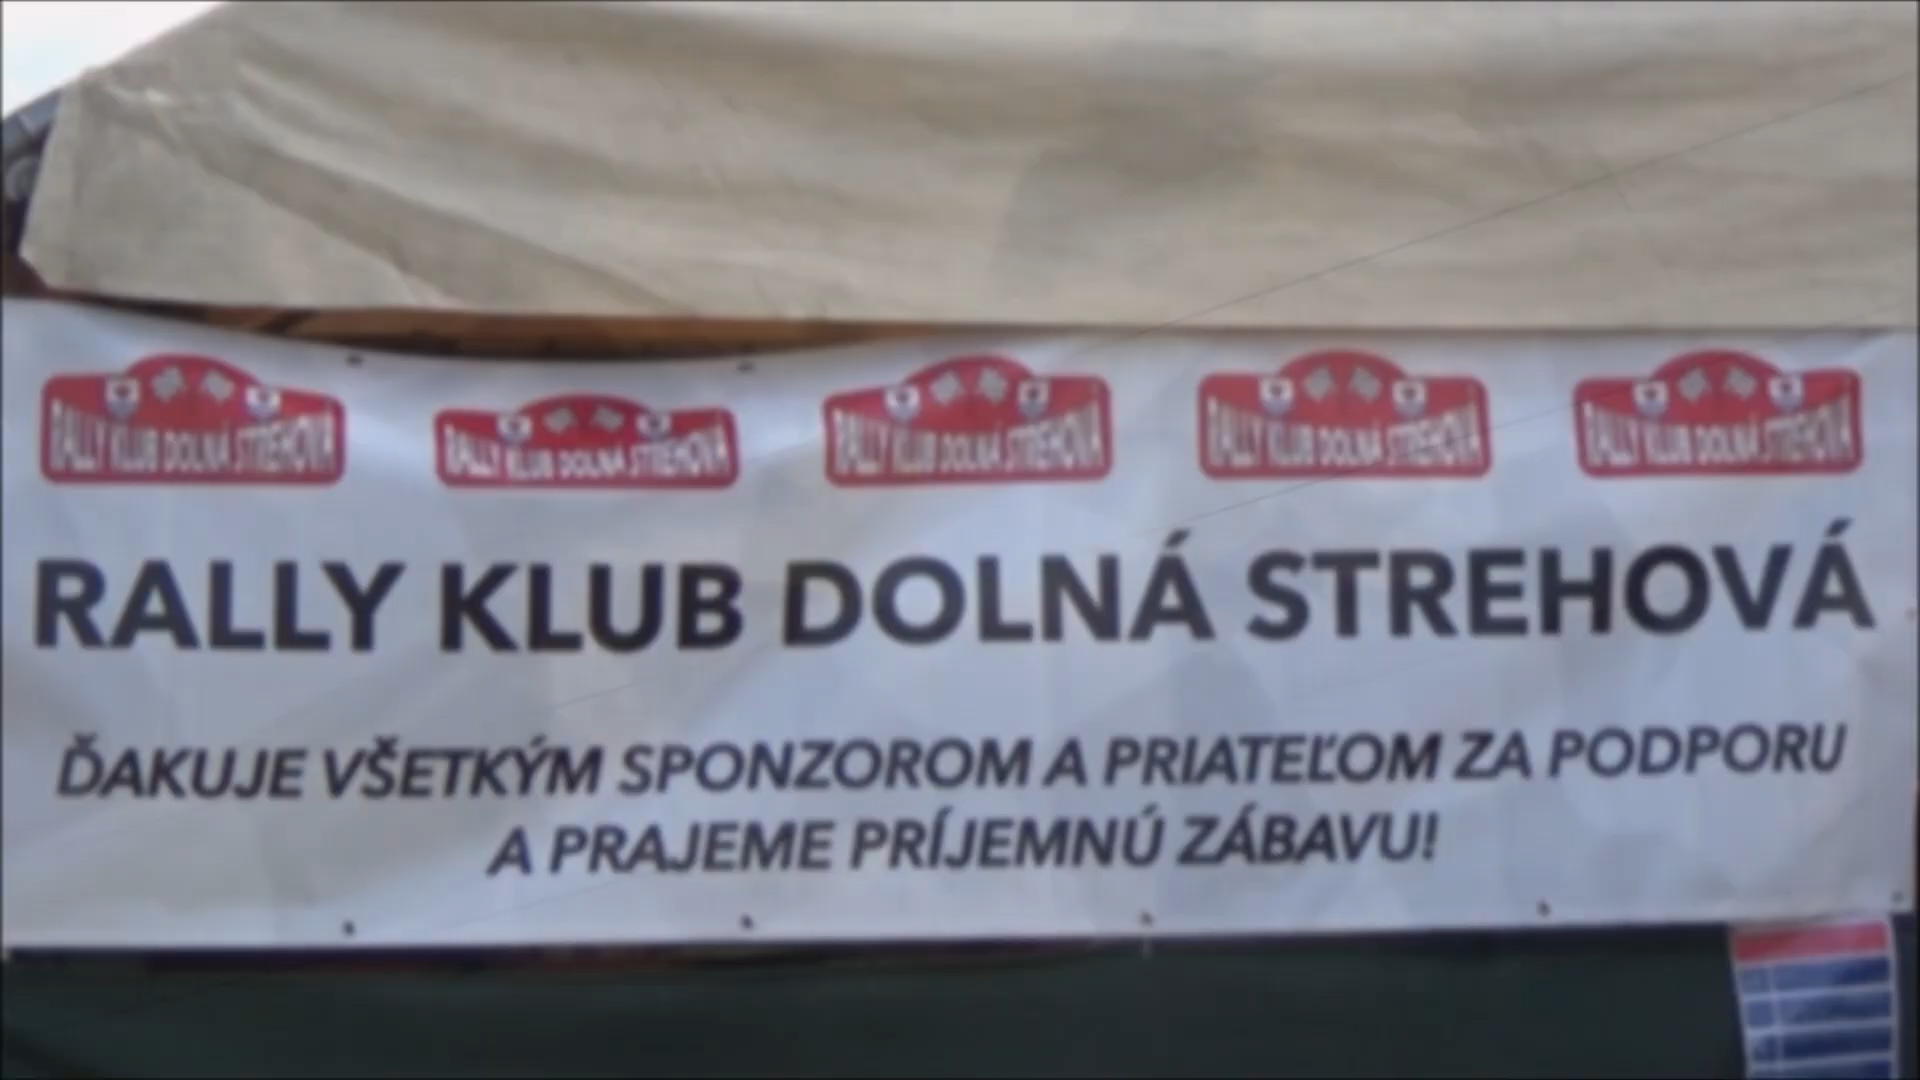 RALLY KLUB DOLNÁ STREHOVÁ
RALLY KLUB DOLNÁ STREHOVÁ
RALLY KLUB DOLNÁ STREHOVÁ
RALLY KLUB DOLNÁ STREHOVÁ
RALLY KLUB DOLNÁ STREHOVÁ
RALLY KLUB DOLNÁ STREHOVÁ
ĎAKUJE VŠETKÝM SPONZOROM A PRIATEĽOM ZA PODPORU
A PRAJEME PRÍJEMNÚ ZÁBAVU!